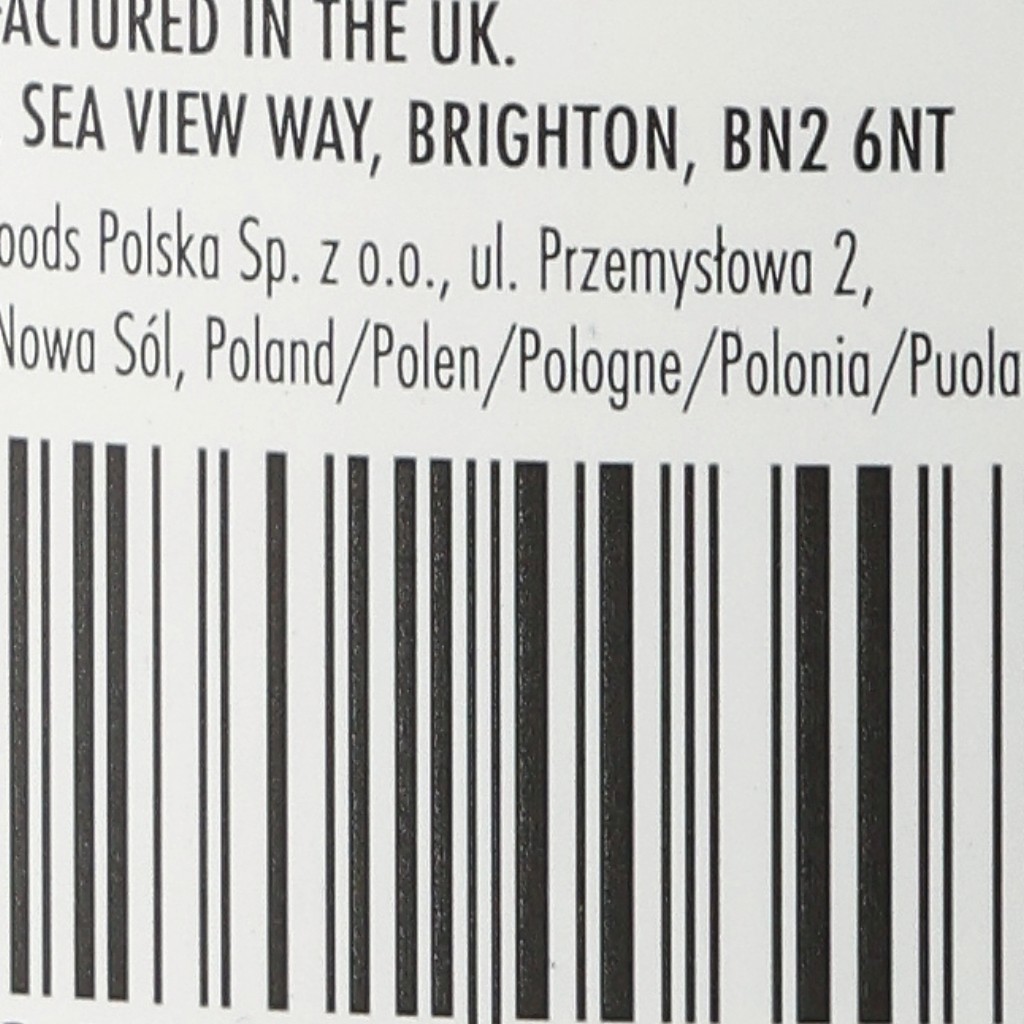 ACTURED IN THE UK.
SEA VIEW WAY, BRIGHTON, BN2 6NT
oods Polska Sp. z o.o., ul. Przemysłowa 2,
Nowa Sól, Poland/Polen/Pologne/Polonia/Puola